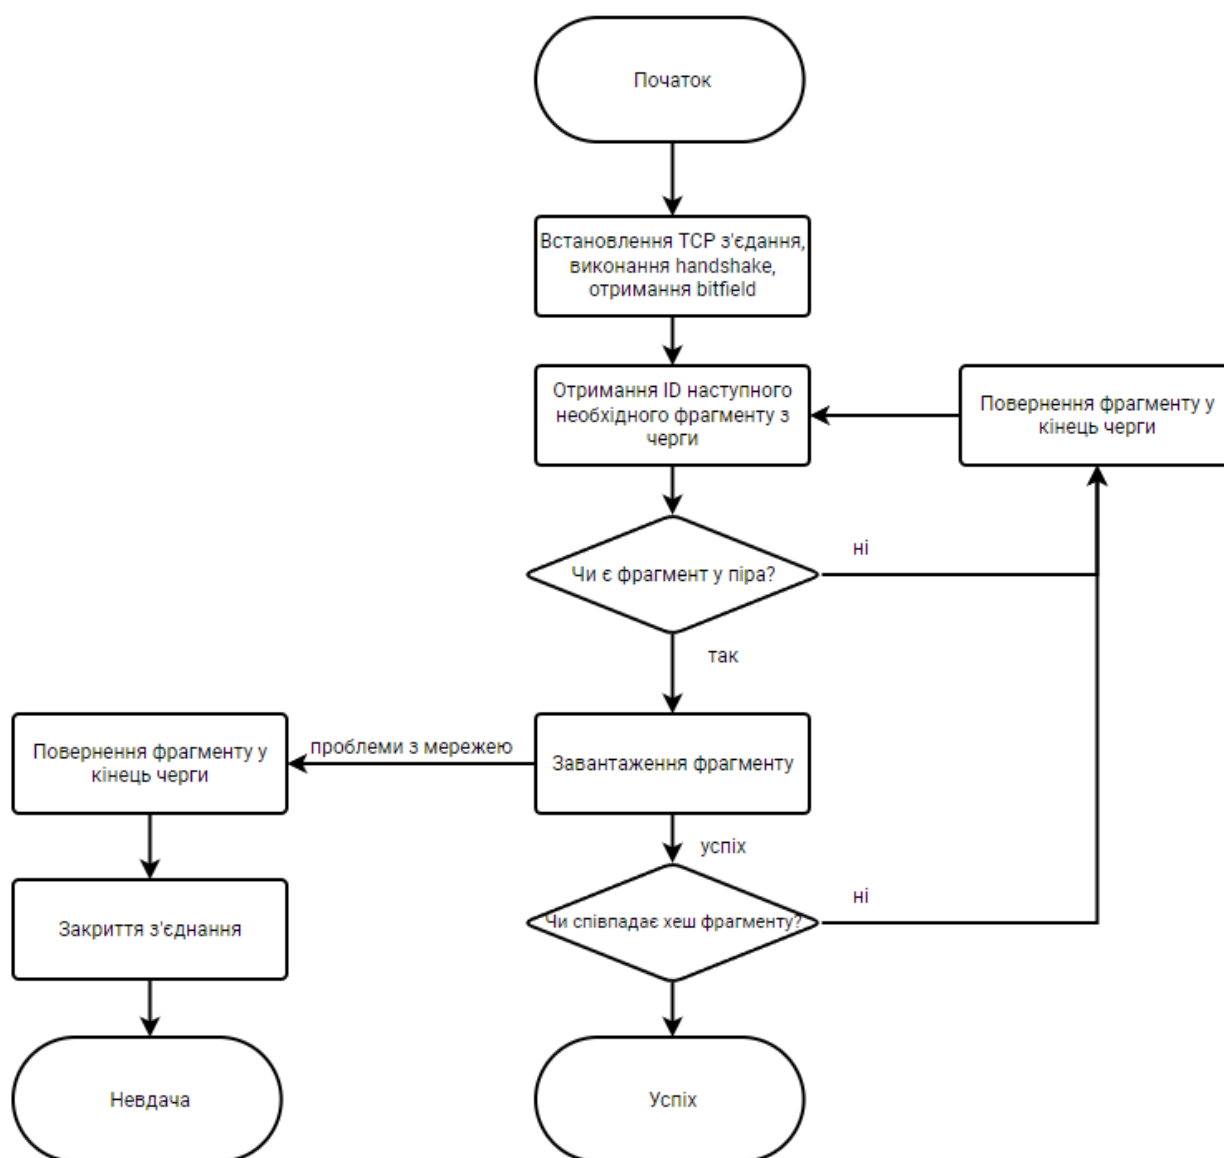 Початок
Встановлення TCP з'єдання,
виконання handshake,
отримання bitfield
Отримання ID наступного
необхідного фрагменту з
черги
Повернення фрагменту у
кінець черги
ні
Чи є фрагмент у піра?
так
Повернення фрагменту у
кінець черги
проблеми з мережею
Завантаження фрагменту
успіх
ні
Чи співпадає хеш фрагменту?
Закриття з'єднання
Невдача
Успіх